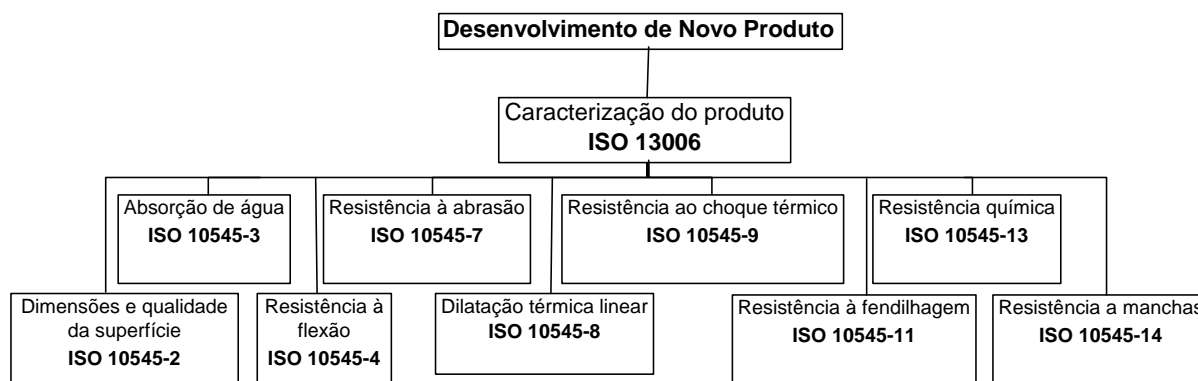 Desenvolvimento de Novo Produto
Caracterização do produto
ISO 13006
Absorção de água
ISO 10545-3
Resistência à abrasão
ISO 10545-7
Resistência ao choque térmico
ISO 10545-9
Resistência química
ISO 10545-13
Dimensões e qualidade
da superfície
ISO 10545-2
Resistência à
flexão
ISO 10545-4
Dilatação térmica linear
ISO 10545-8
Resistência à fendilhagem
ISO 10545-11
Resistência a manchas
ISO 10545-14